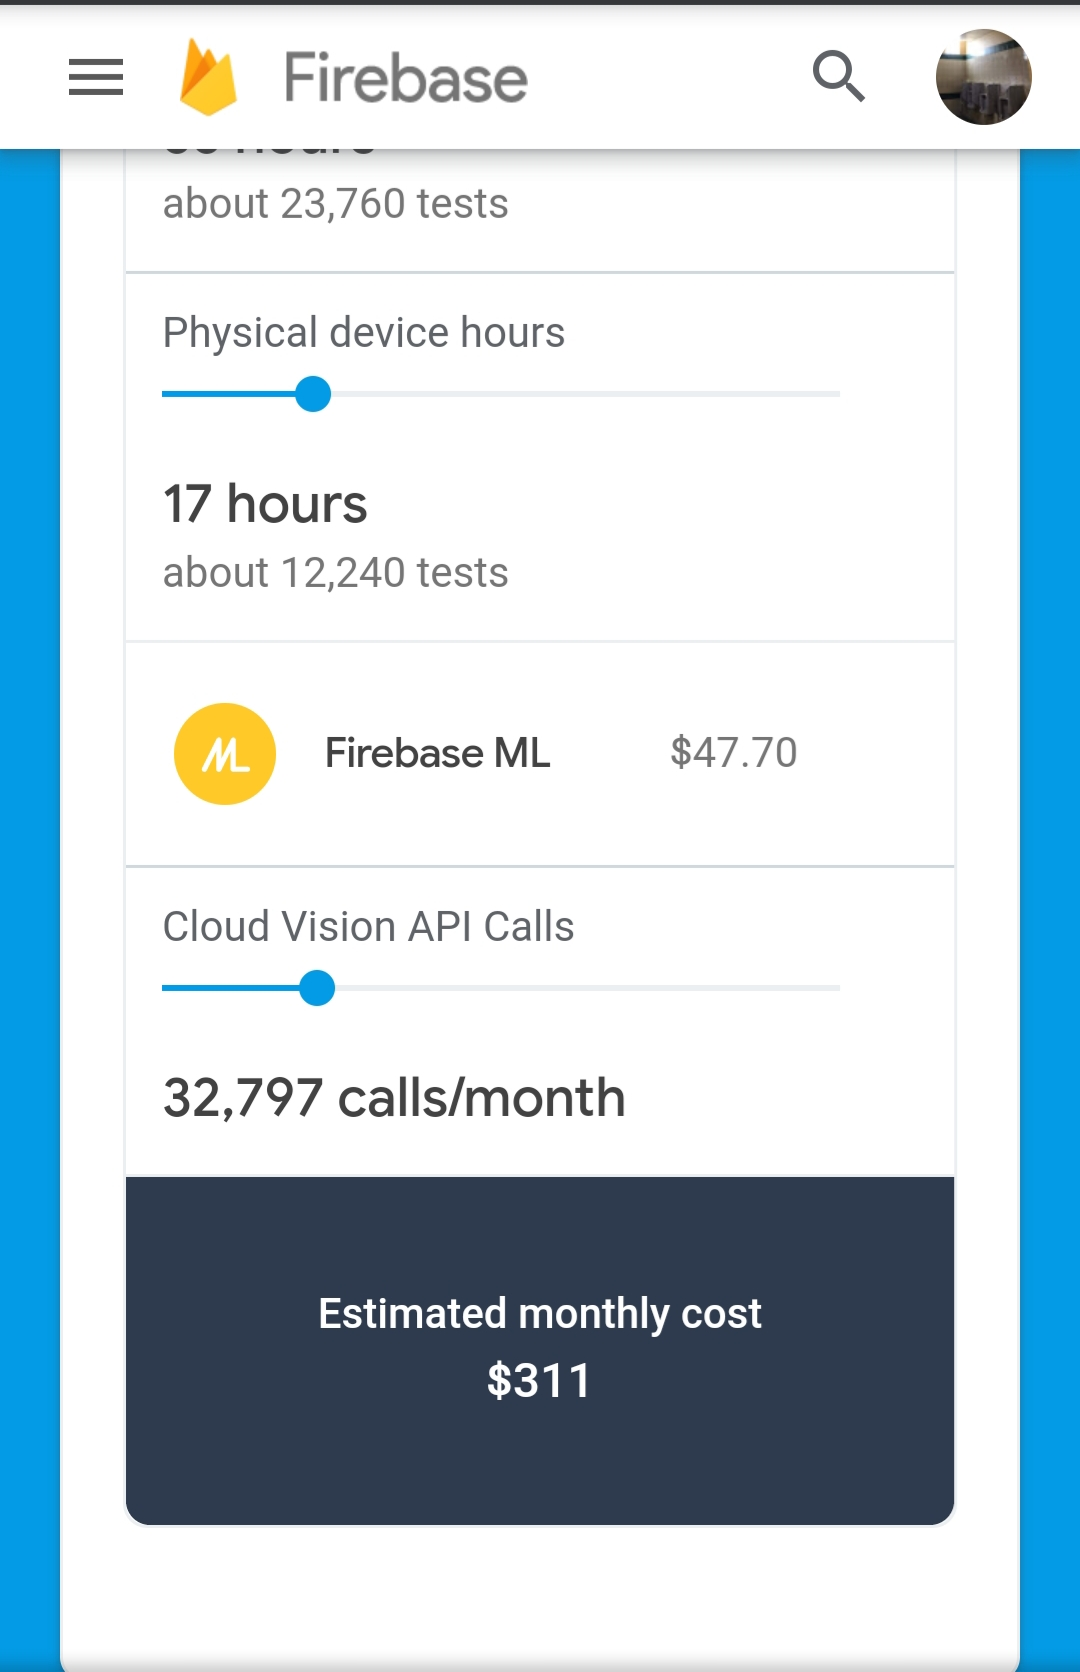 Firebase
about 23,760 tests
Physical device hours
17 hours
about 12,240 tests
ML Firebase ML $47.70
Cloud Vision API Calls
32,797 calls/month
Estimated monthly cost
$311